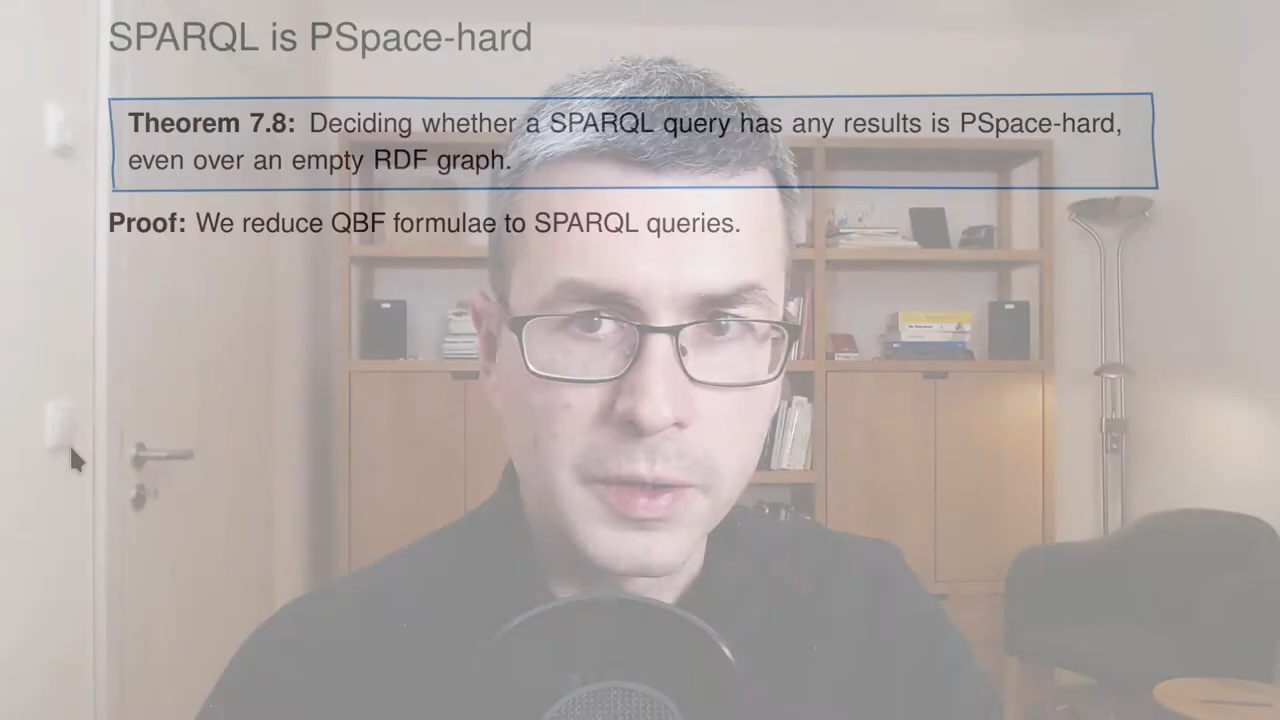 SPARQL is PSpace-hard
Theorem 7.8: Deciding whether a SPARQL query has any results is PSpace-hard,
even over an empty RDF graph.
Proof: We reduce QBF formulae to SPARQL queries.